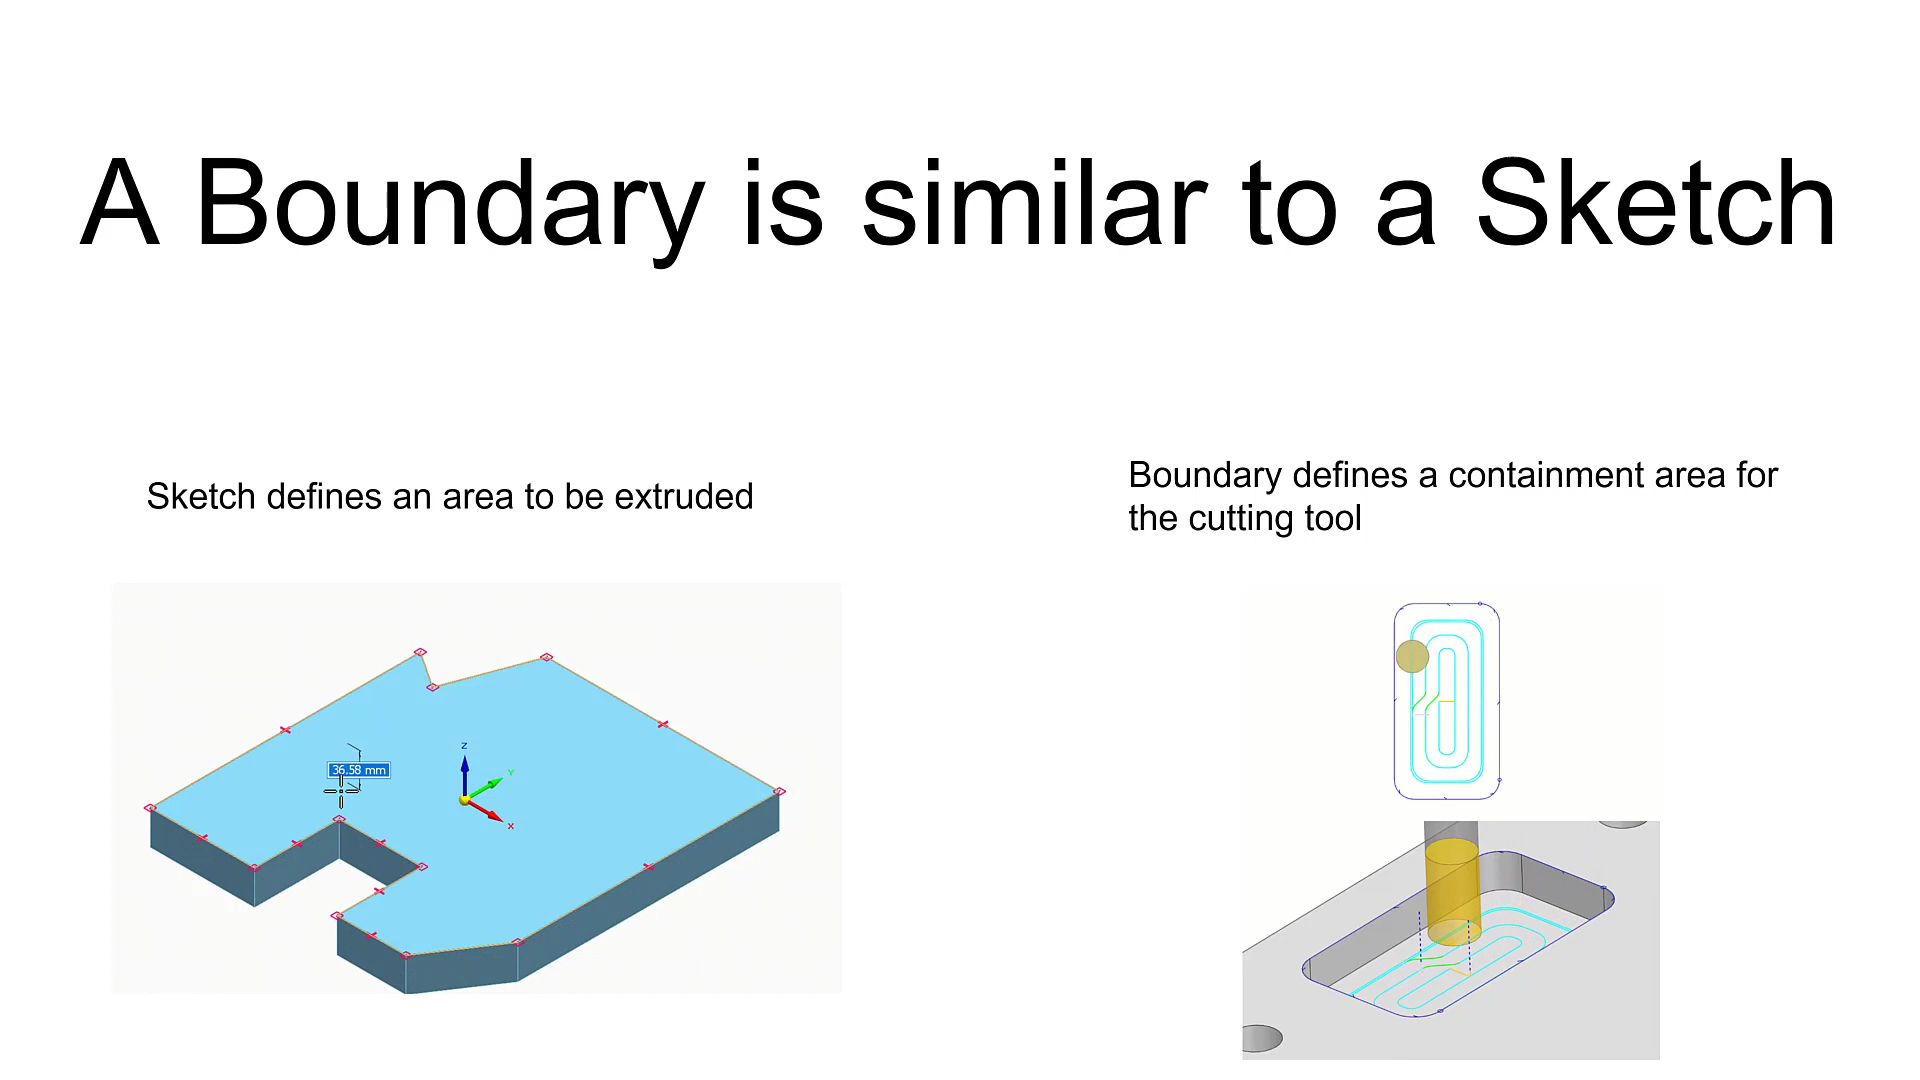 A Boundary is similar to a Sketch
Sketch defines an area to be extruded
Boundary defines a containment area for
the cutting tool
Z
Y
36.58 mm
X